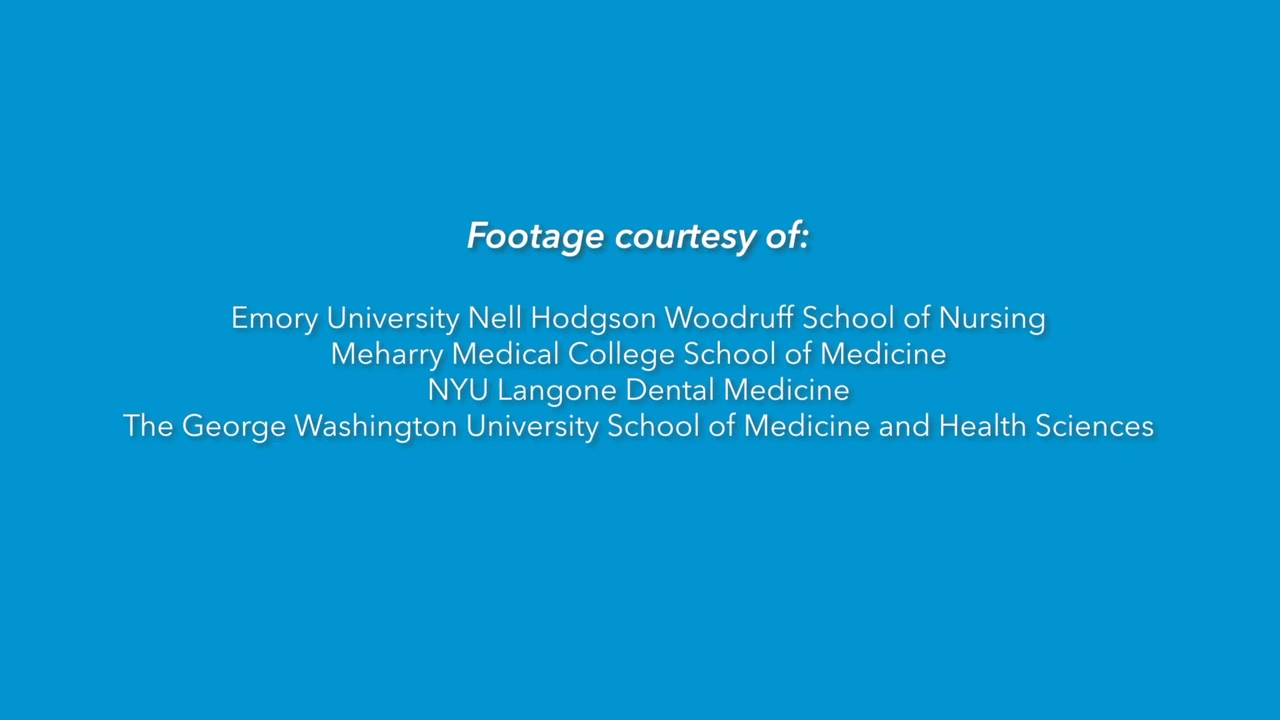 Footage courtesy of:
Emory University Nell Hodgson Woodruff School of Nursing
Meharry Medical College School of Medicine
NYU Langone Dental Medicine
The George Washington University School of Medicine and Health Sciences